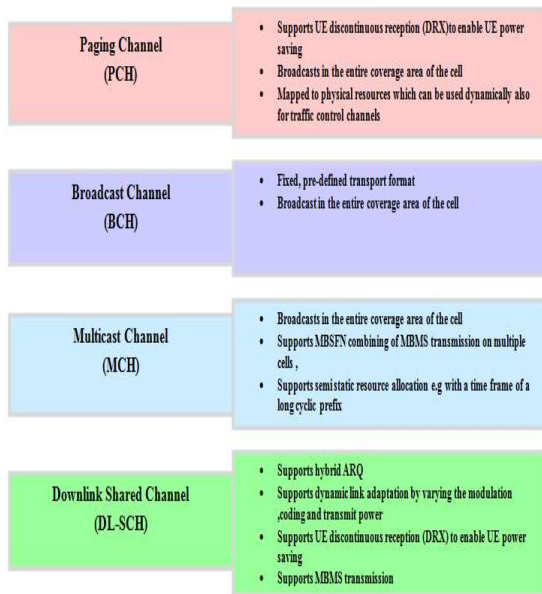 Paging Channel
(PCH)
• Supports UE discontinuous reception (DRX)to enable UE power
saving
• Broadcasts in the entire coverage area of the cell
• Mapped to physical resources which can be used dynamically also
for traffic control channels
Broadcast Channel
(BCH)
• Fixed, pre-defined transport format
• Broadcast in the entire coverage area of the cell
Multicast Channel
(MCH)
• Broadcasts in the entire coverage area of the cell
• Supports MBSFN combining of MBMS transmission on multiple
cells ,
• Supports semi static resource allocation e.g with a time frame of a
long cyclic prefix
Downlink Shared Channel
(DL-SCH)
• Supports hybrid ARQ
• Supports dynamic link adaptation by varying the modulation
,coding and transmit power
• Supports UE discontinuous reception (DRX) to enable UE power
saving
• Supports MBMS transmission